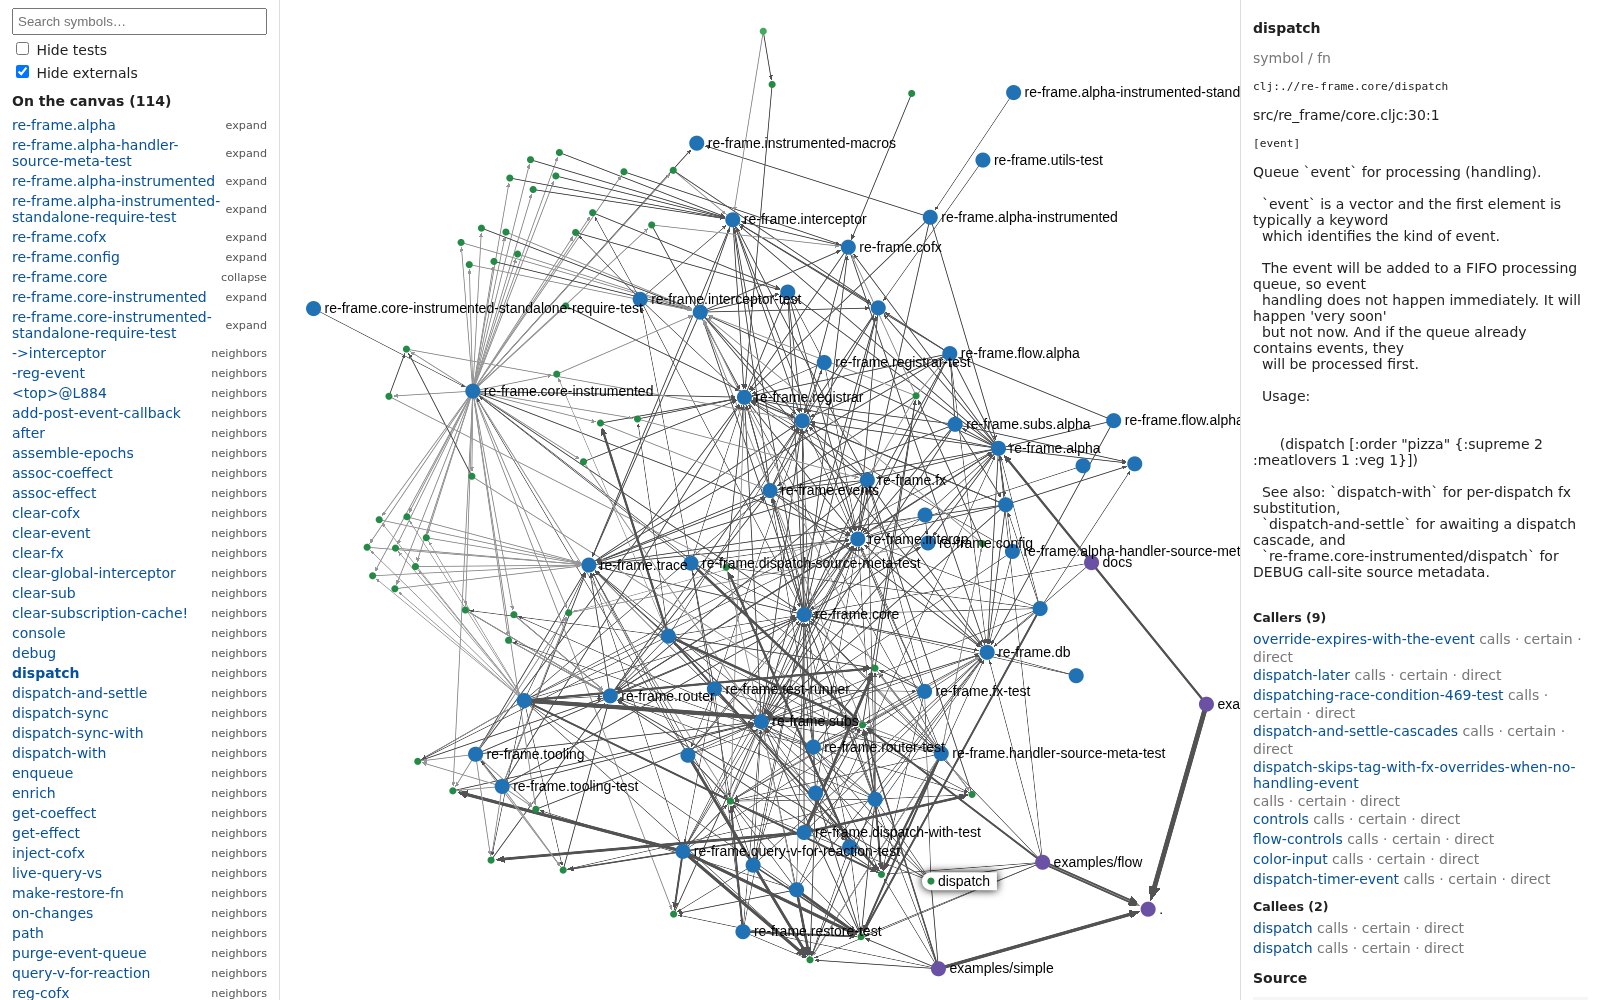 Search symbols…
Hide tests
Hide externals
On the canvas (114)
re-frame.alpha expand
re-frame.alpha-handler-
source-meta-test expand
re-frame.alpha-instrumented expand
re-frame.alpha-instrumented-
standalone-require-test expand
re-frame.cofx expand
re-frame.config expand
re-frame.core collapse
re-frame.core-instrumented expand
re-frame.core-instrumented-
standalone-require-test expand
->interceptor neighbors
-reg-event neighbors
<top>@L884 neighbors
add-post-event-callback neighbors
after neighbors
assemble-epochs neighbors
assoc-coeffect neighbors
assoc-effect neighbors
clear-cofx neighbors
clear-event neighbors
clear-fx neighbors
clear-global-interceptor neighbors
clear-sub neighbors
clear-subscription-cache! neighbors
console neighbors
debug neighbors
dispatch neighbors
dispatch-and-settle neighbors
dispatch-sync neighbors
dispatch-sync-with neighbors
dispatch-with neighbors
enqueue neighbors
enrich neighbors
get-coeffect neighbors
get-effect neighbors
inject-cofx neighbors
live-query-vs neighbors
make-restore-fn neighbors
on-changes neighbors
path neighbors
purge-event-queue neighbors
query-v-for-reaction neighbors
reg-cofx neighbors
re-frame.alpha-instrumented-stand
re-frame.instrumented-macros
re-frame.utils-test
re-frame.interceptor
re-frame.alpha-instrumented
re-frame.cofx
re-frame.interceptor-test
re-frame.core-instrumented-standalone-require-test
re-frame.flow.alpha
re-frame.registrar-test
re-frame.core-instrumented
re-frame.registrar
re-frame.subs.alpha
re-frame.flow.alpha
re-frame.alpha
re-frame.fx
re-frame.events
re-frame.interop
re-frame.config
re-frame.alpha-handler-source-met
re-frame.trace
re-frame.dispatch-source-meta-test
docs
re-frame.core
re-frame.db
re-frame.router
re-frame.test-runner
re-frame.fx-test
exa
re-frame.subs
re-frame.router-test
re-frame.tooling
re-frame.handler-source-meta-test
re-frame.tooling-test
re-frame.dispatch-with-test
re-frame.query-v-for-reaction-test
examples/flow
dispatch
.
re-frame.restore-test
examples/simple
dispatch
symbol / fn
clj:.//re-frame.core/dispatch
src/re_frame/core.cljc:30:1
[event]
Queue `event` for processing (handling).
`event` is a vector and the first element is
typically a keyword
which identifies the kind of event.
The event will be added to a FIFO processing
queue, so event
handling does not happen immediately. It will
happen 'very soon'
but not now. And if the queue already
contains events, they
will be processed first.
Usage:
(dispatch [:order "pizza" {:supreme 2
:meatlovers 1 :veg 1}])
See also: `dispatch-with` for per-dispatch fx
substitution,
`dispatch-and-settle` for awaiting a dispatch
cascade, and
`re-frame.core-instrumented/dispatch` for
DEBUG call-site source metadata.
Callers (9)
override-expires-with-the-event calls · certain ·
direct
dispatch-later calls · certain · direct
dispatching-race-condition-469-test calls ·
certain · direct
dispatch-and-settle-cascades calls · certain ·
direct
dispatch-skips-tag-with-fx-overrides-when-no-
handling-event
calls · certain · direct
controls calls · certain · direct
flow-controls calls · certain · direct
color-input calls · certain · direct
dispatch-timer-event calls · certain · direct
Callees (2)
dispatch calls · certain · direct
dispatch calls · certain · direct
Source